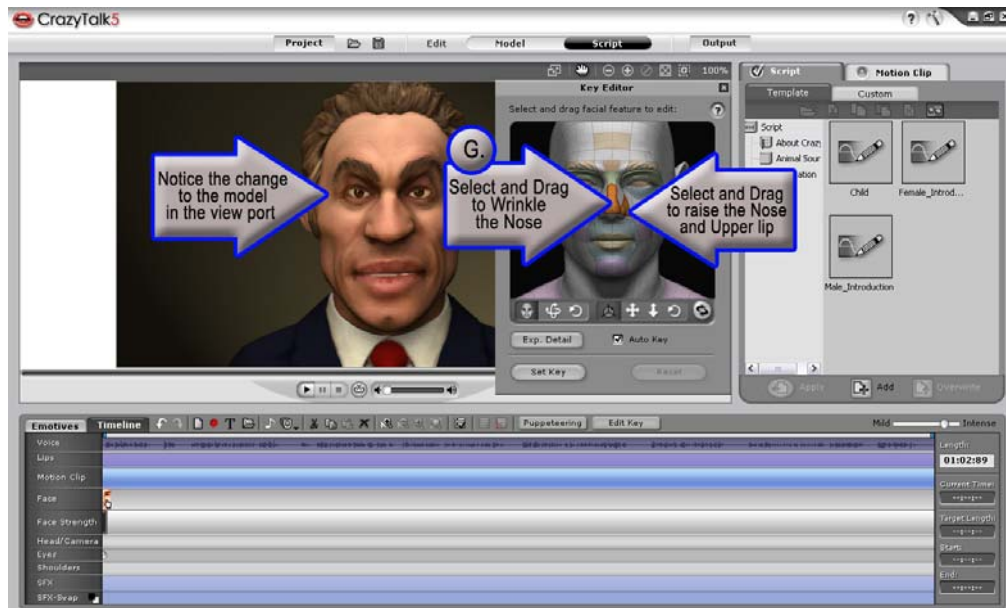 CrazyTalk5
Project Edit Model Script Output
100%
Script Motion Clip
Key Editor
Template Custom
Select and drag facial feature to edit:
Script
About Crazy
Animal Sour
Child Female_Introd...
Male_Introduction
Notice the change
to the model
in the view port
G.
Select and Drag
to Wrinkle
the Nose
Select and Drag
to raise the Nose
and Upper lip
Exp. Detail Auto Key
Set Key Reset
Apply Add Overwrite
Emotives Timeline Puppeteering Edit Key Mild Intense
Voice
Lips
Motion Clip
Face
Face Strength
Head/Camera
Eyes
Shoulders
SFX
SFX-Swap
Length:
01:02:89
Current Time:
--:--:--
Target Length:
--:--:--
Start:
--:--:--
End:
--:--:--